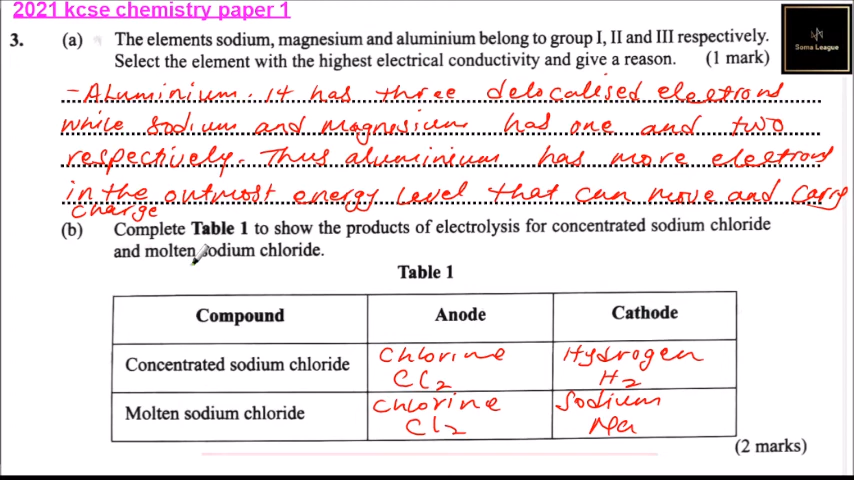 2021 kcse chemistry paper 1
Soma League
3. (a) The elements sodium, magnesium and aluminium belong to group I, II and III respectively.
Select the element with the highest electrical conductivity and give a reason. (1 mark)
- Aluminium. It has three delocalised electrons
while sodium and magnesium has one and two
respectively. Thus aluminium has more electrons
in the outmost energy level that can move and carry
charge
(b) Complete Table 1 to show the products of electrolysis for concentrated sodium chloride
and molten sodium chloride.
Table 1
Compound Anode Cathode
Concentrated sodium chloride Chlorine Cl2 Hydrogen H2
Molten sodium chloride Chlorine Cl2 Sodium Na
(2 marks)